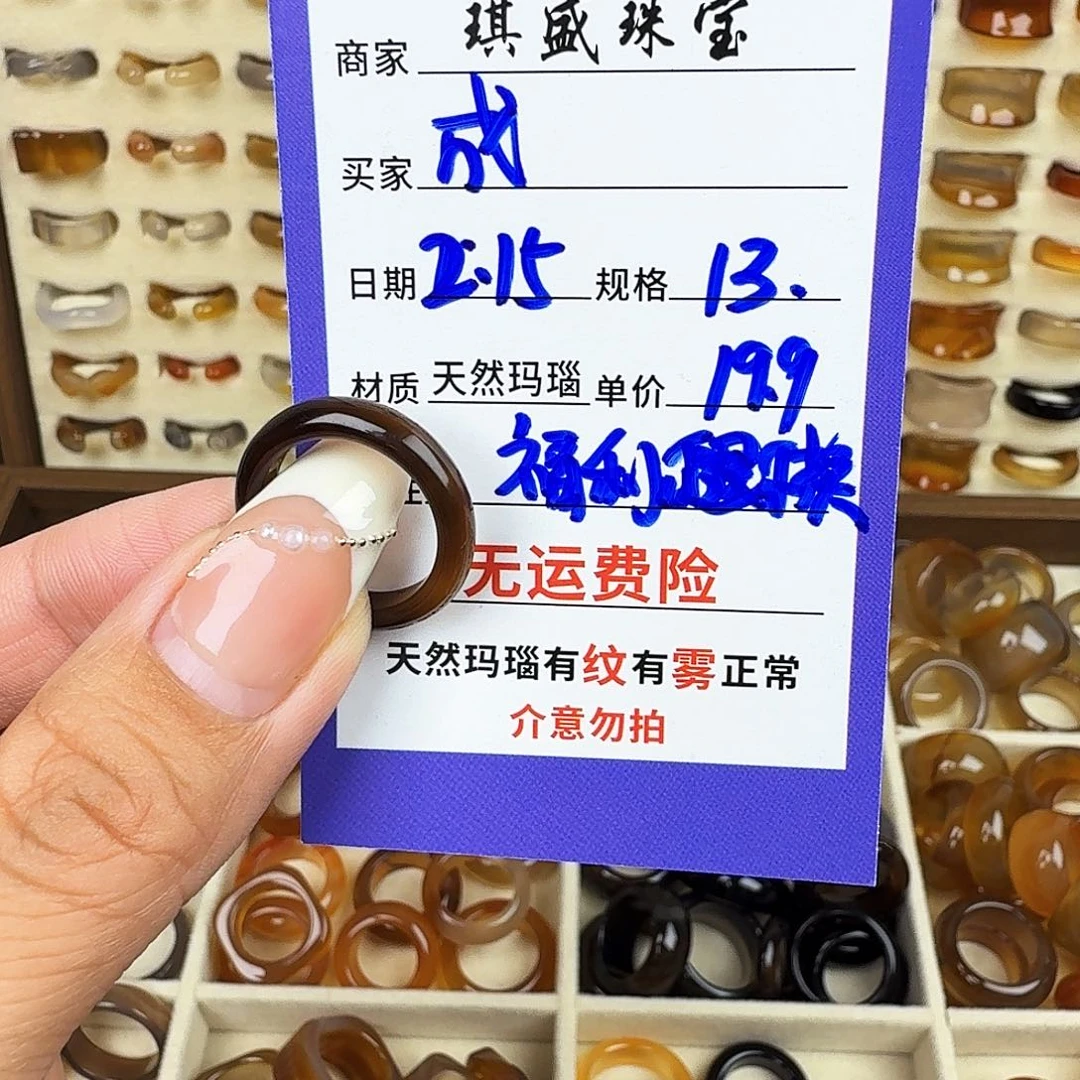 商家 琪盛珠宝
买家 成
日期 2.15 规格 13.
材质 天然玛瑙 单价 19.9
福利 退换
无运费险
天然玛瑙有纹有雾正常
介意勿拍